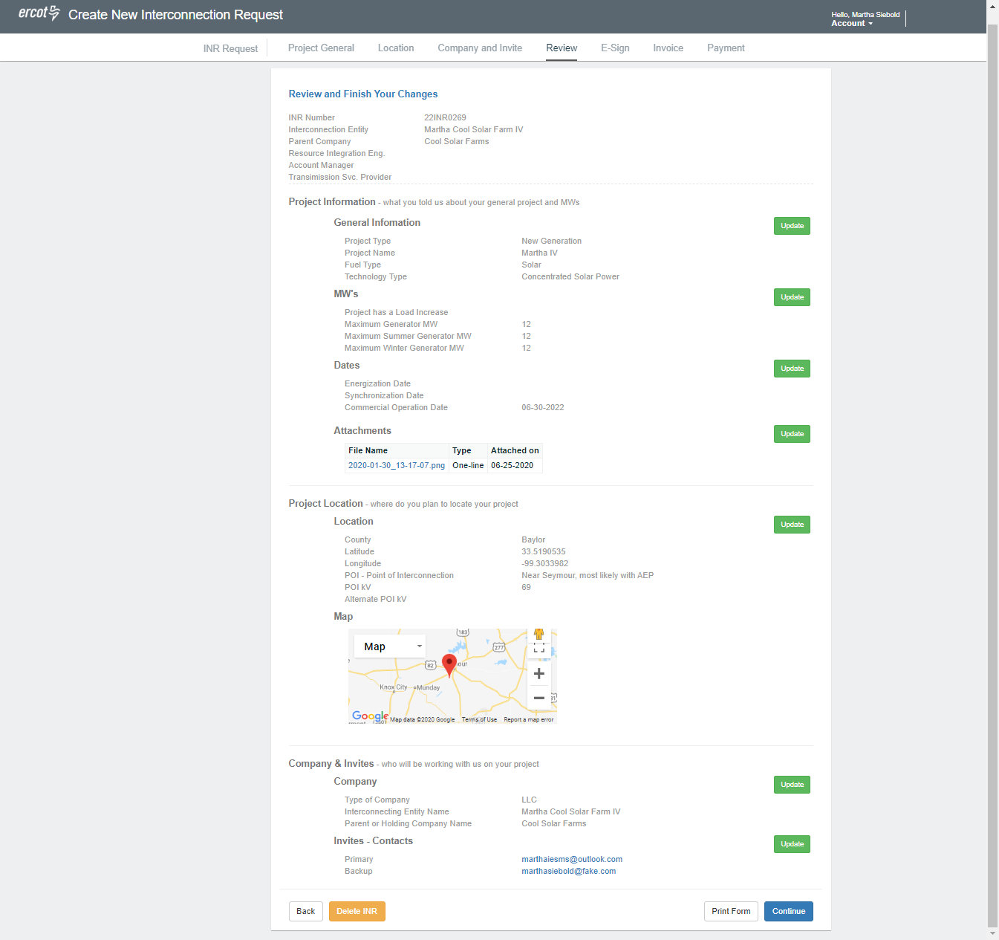 ercot Create New Interconnection Request
Hello, Martha Siebold
Account
INR Request Project General Location Company and Invite Review E-Sign Invoice Payment
Review and Finish Your Changes
INR Number 22INR0269
Interconnection Entity Martha Cool Solar Farm IV
Parent Company Cool Solar Farms
Resource Integration Eng.
Account Manager
Transimission Svc. Provider
Project Information - what you told us about your general project and MWs
General Infomation Update
Project Type New Generation
Project Name Martha IV
Fuel Type Solar
Technology Type Concentrated Solar Power
MW's Update
Project has a Load Increase
Maximum Generator MW 12
Maximum Summer Generator MW 12
Maximum Winter Generator MW 12
Dates Update
Energization Date
Synchronization Date
Commercial Operation Date 06-30-2022
Attachments Update
File Name Type Attached on
2020-01-30_13-17-07.png One-line 06-25-2020
Project Location - where do you plan to locate your project
Location Update
County Baylor
Latitude 33.5190535
Longitude -99.3033982
POI - Point of Interconnection Near Seymour, most likely with AEP
POI kV 69
Alternate POI kV
Map
183
Map
277
82
our
Knox City Munday
Google Map data ©2020 Google Terms of Use Report a map error
Company & Invites - who will be working with us on your project
Company Update
Type of Company LLC
Interconnecting Entity Name Martha Cool Solar Farm IV
Parent or Holding Company Name Cool Solar Farms
Invites - Contacts Update
Primary marthaiesms@outlook.com
Backup marthasiebold@fake.com
Back Delete INR Print Form Continue